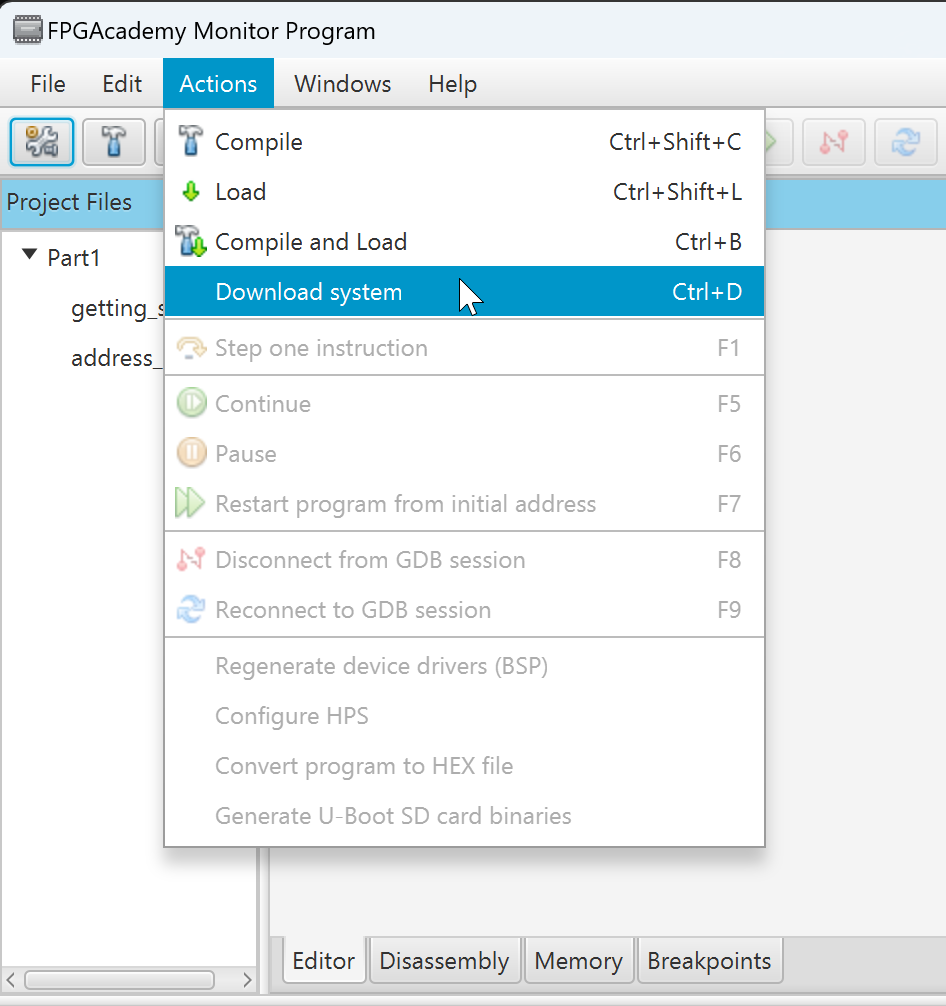 FPGAcademy Monitor Program
File Edit Actions Windows Help
Project Files
Part1
getting_
address_
Compile Ctrl+Shift+C
Load Ctrl+Shift+L
Compile and Load Ctrl+B
Download system Ctrl+D
Step one instruction F1
Continue F5
Pause F6
Restart program from initial address F7
Disconnect from GDB session F8
Reconnect to GDB session F9
Regenerate device drivers (BSP)
Configure HPS
Convert program to HEX file
Generate U-Boot SD card binaries
Editor Disassembly Memory Breakpoints